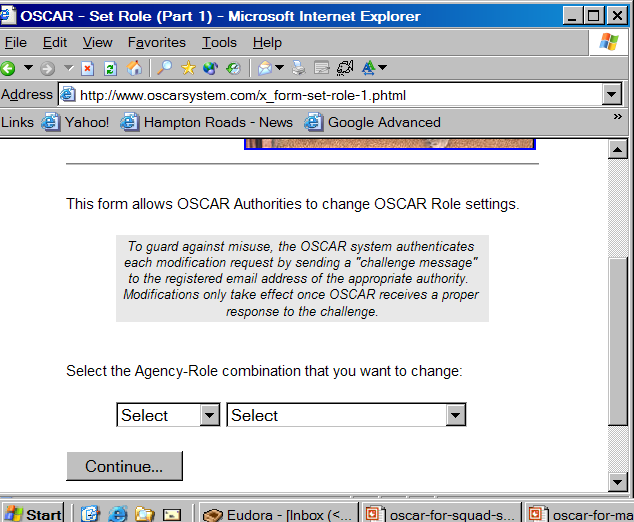 OSCAR - Set Role (Part 1) - Microsoft Internet Explorer
File Edit View Favorites Tools Help
Address http://www.oscarsystem.com/x_form-set-role-1.phtml
Links Yahoo! Hampton Roads - News Google Advanced »
This form allows OSCAR Authorities to change OSCAR Role settings.
To guard against misuse, the OSCAR system authenticates
each modification request by sending a "challenge message"
to the registered email address of the appropriate authority.
Modifications only take effect once OSCAR receives a proper
response to the challenge.
Select the Agency-Role combination that you want to change:
Select Select
Continue...
Start Eudora - [Inbox (<... oscar-for-squad-s... oscar-for-ma